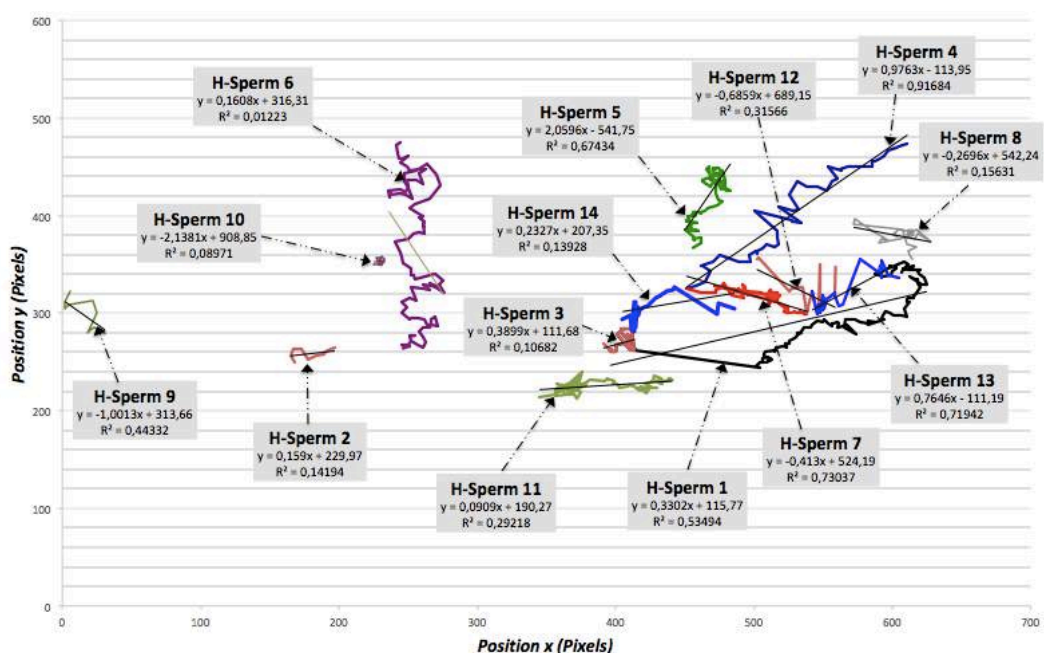 600
500
400
300
200
100
0
Position y (Pixels)
H-Sperm 6
y = 0,1608x + 316,31
R² = 0,01223
H-Sperm 10
y = -2,1381x + 908,85
R² = 0,08971
H-Sperm 9
y = -1,0013x + 313,66
R² = 0,44332
H-Sperm 2
y = 0,159x + 229,97
R² = 0,14194
H-Sperm 5
y = 2,0596x - 541,75
R² = 0,67434
H-Sperm 14
y = 0,2327x + 207,35
R² = 0,13928
H-Sperm 3
y = 0,3899x + 111,68
R² = 0,10682
H-Sperm 11
y = 0,0909x + 190,27
R² = 0,29218
H-Sperm 12
y = -0,6859x + 689,15
R² = 0,31566
H-Sperm 4
y = 0,9763x - 113,95
R² = 0,91684
H-Sperm 8
y = -0,2696x + 542,24
R² = 0,15631
H-Sperm 13
y = 0,7646x - 111,19
R² = 0,71942
H-Sperm 7
y = -0,413x + 524,19
R² = 0,73037
H-Sperm 1
y = 0,3302x + 115,77
R² = 0,53494
0 100 200 300 400 500 600 700
Position x (Pixels)